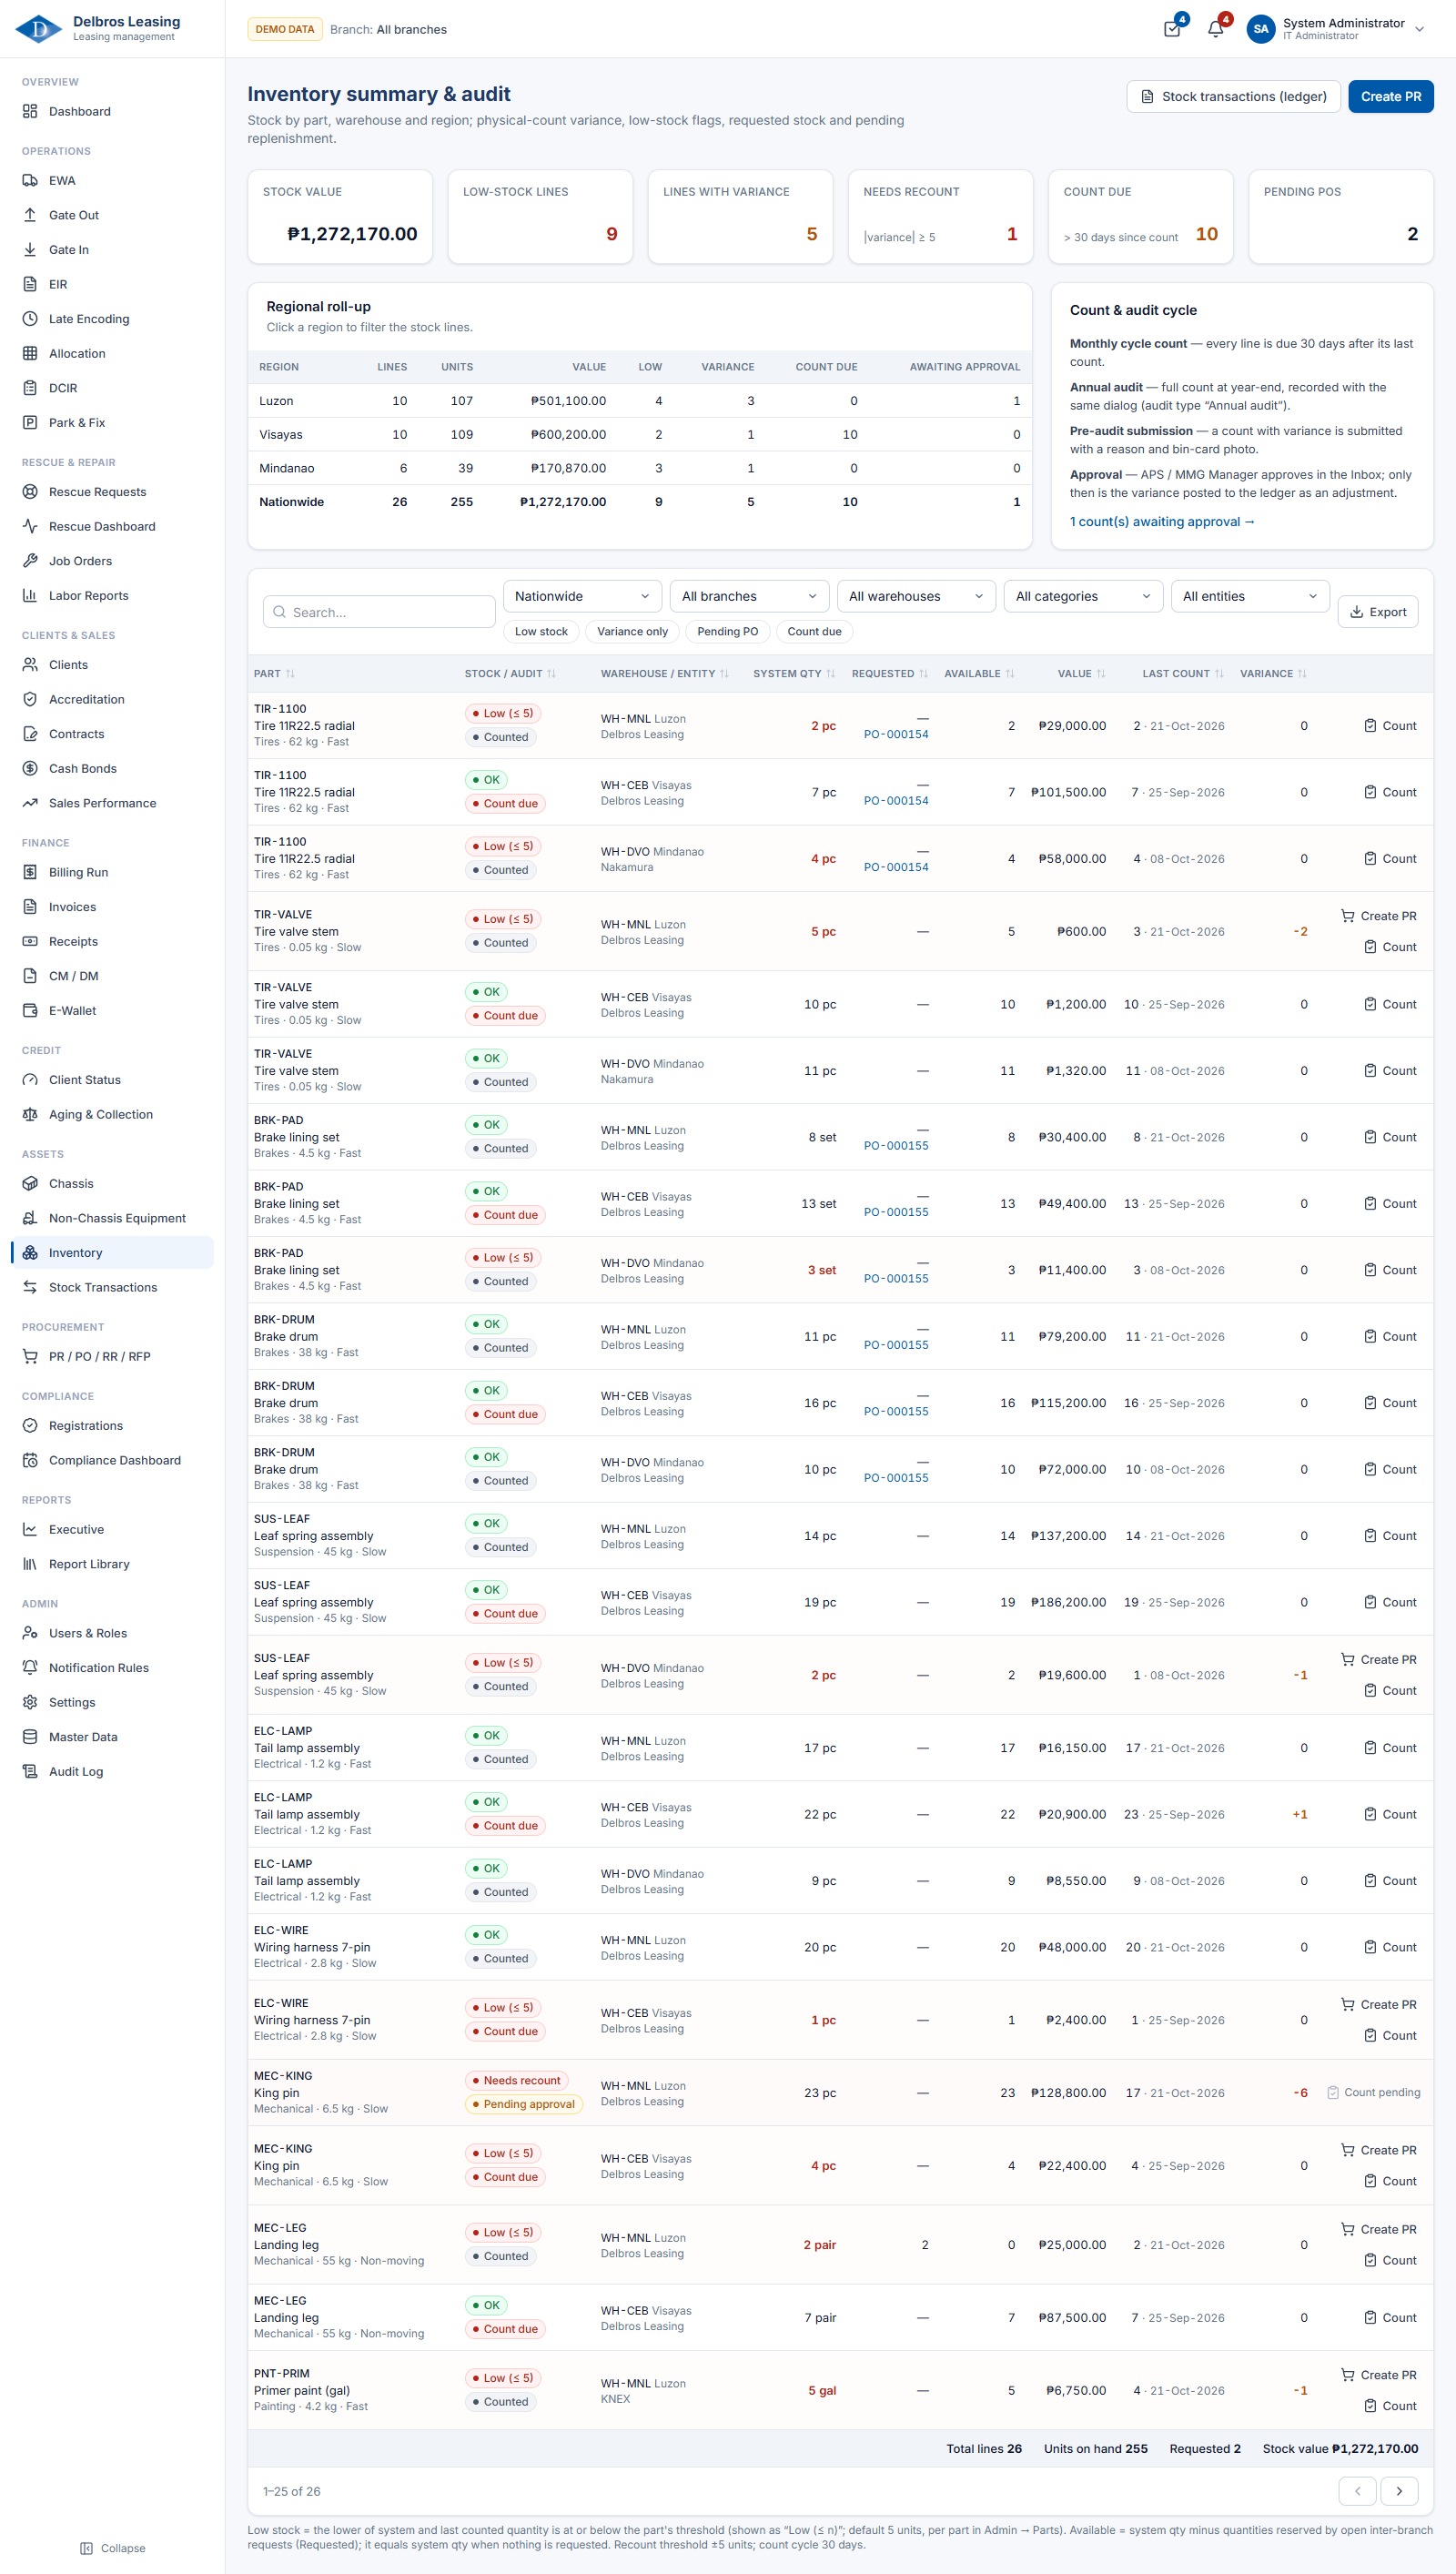 Delbros Leasing
Leasing management
DEMO DATA Branch: All branches
4
4
SA
System Administrator
IT Administrator
OVERVIEW
Dashboard
OPERATIONS
EWA
Gate Out
Gate In
EIR
Late Encoding
Allocation
DCIR
Park & Fix
RESCUE & REPAIR
Rescue Requests
Rescue Dashboard
Job Orders
Labor Reports
CLIENTS & SALES
Clients
Accreditation
Contracts
Cash Bonds
Sales Performance
FINANCE
Billing Run
Invoices
Receipts
CM / DM
E-Wallet
CREDIT
Client Status
Aging & Collection
ASSETS
Chassis
Non-Chassis Equipment
Inventory
Stock Transactions
PROCUREMENT
PR / PO / RR / RFP
COMPLIANCE
Registrations
Compliance Dashboard
REPORTS
Executive
Report Library
ADMIN
Users & Roles
Notification Rules
Settings
Master Data
Audit Log
Collapse
Inventory summary & audit
Stock by part, warehouse and region; physical-count variance, low-stock flags, requested stock and pending
replenishment.
Stock transactions (ledger)
Create PR
STOCK VALUE
₱1,272,170.00
LOW-STOCK LINES
9
LINES WITH VARIANCE
5
NEEDS RECOUNT
|variance| ≥ 5 1
COUNT DUE
> 30 days since count 10
PENDING POS
2
Regional roll-up
Click a region to filter the stock lines.
REGION LINES UNITS VALUE LOW VARIANCE COUNT DUE AWAITING APPROVAL
Luzon 10 107 ₱501,100.00 4 3 0 1
Visayas 10 109 ₱600,200.00 2 1 10 0
Mindanao 6 39 ₱170,870.00 3 1 0 0
Nationwide 26 255 ₱1,272,170.00 9 5 10 1
Count & audit cycle
Monthly cycle count — every line is due 30 days after its last
count.
Annual audit — full count at year-end, recorded with the
same dialog (audit type “Annual audit”).
Pre-audit submission — a count with variance is submitted
with a reason and bin-card photo.
Approval — APS / MMG Manager approves in the Inbox; only
then is the variance posted to the ledger as an adjustment.
1 count(s) awaiting approval →
Search...
Nationwide All branches All warehouses All categories All entities
Low stock Variance only Pending PO Count due
Export
PART STOCK / AUDIT WAREHOUSE / ENTITY SYSTEM QTY REQUESTED AVAILABLE VALUE LAST COUNT VARIANCE
TIR-1100
Tire 11R22.5 radial
Tires · 62 kg · Fast
Low (≤ 5)
Counted
WH-MNL Luzon
Delbros Leasing
2 pc
—
PO-000154
2 ₱29,000.00 2 · 21-Oct-2026 0 Count
TIR-1100
Tire 11R22.5 radial
Tires · 62 kg · Fast
OK
Count due
WH-CEB Visayas
Delbros Leasing
7 pc
—
PO-000154
7 ₱101,500.00 7 · 25-Sep-2026 0 Count
TIR-1100
Tire 11R22.5 radial
Tires · 62 kg · Fast
Low (≤ 5)
Counted
WH-DVO Mindanao
Nakamura
4 pc
—
PO-000154
4 ₱58,000.00 4 · 08-Oct-2026 0 Count
TIR-VALVE
Tire valve stem
Tires · 0.05 kg · Slow
Low (≤ 5)
Counted
WH-MNL Luzon
Delbros Leasing
5 pc — 5 ₱600.00 3 · 21-Oct-2026 -2
Create PR
Count
TIR-VALVE
Tire valve stem
Tires · 0.05 kg · Slow
OK
Count due
WH-CEB Visayas
Delbros Leasing
10 pc — 10 ₱1,200.00 10 · 25-Sep-2026 0 Count
TIR-VALVE
Tire valve stem
Tires · 0.05 kg · Slow
OK
Counted
WH-DVO Mindanao
Nakamura
11 pc — 11 ₱1,320.00 11 · 08-Oct-2026 0 Count
BRK-PAD
Brake lining set
Brakes · 4.5 kg · Fast
OK
Counted
WH-MNL Luzon
Delbros Leasing
8 set
—
PO-000155
8 ₱30,400.00 8 · 21-Oct-2026 0 Count
BRK-PAD
Brake lining set
Brakes · 4.5 kg · Fast
OK
Count due
WH-CEB Visayas
Delbros Leasing
13 set
—
PO-000155
13 ₱49,400.00 13 · 25-Sep-2026 0 Count
BRK-PAD
Brake lining set
Brakes · 4.5 kg · Fast
Low (≤ 5)
Counted
WH-DVO Mindanao
Delbros Leasing
3 set
—
PO-000155
3 ₱11,400.00 3 · 08-Oct-2026 0 Count
BRK-DRUM
Brake drum
Brakes · 38 kg · Fast
OK
Counted
WH-MNL Luzon
Delbros Leasing
11 pc
—
PO-000155
11 ₱79,200.00 11 · 21-Oct-2026 0 Count
BRK-DRUM
Brake drum
Brakes · 38 kg · Fast
OK
Count due
WH-CEB Visayas
Delbros Leasing
16 pc
—
PO-000155
16 ₱115,200.00 16 · 25-Sep-2026 0 Count
BRK-DRUM
Brake drum
Brakes · 38 kg · Fast
OK
Counted
WH-DVO Mindanao
Delbros Leasing
10 pc
—
PO-000155
10 ₱72,000.00 10 · 08-Oct-2026 0 Count
SUS-LEAF
Leaf spring assembly
Suspension · 45 kg · Slow
OK
Counted
WH-MNL Luzon
Delbros Leasing
14 pc — 14 ₱137,200.00 14 · 21-Oct-2026 0 Count
SUS-LEAF
Leaf spring assembly
Suspension · 45 kg · Slow
OK
Count due
WH-CEB Visayas
Delbros Leasing
19 pc — 19 ₱186,200.00 19 · 25-Sep-2026 0 Count
SUS-LEAF
Leaf spring assembly
Suspension · 45 kg · Slow
Low (≤ 5)
Counted
WH-DVO Mindanao
Delbros Leasing
2 pc — 2 ₱19,600.00 1 · 08-Oct-2026 -1
Create PR
Count
ELC-LAMP
Tail lamp assembly
Electrical · 1.2 kg · Fast
OK
Counted
WH-MNL Luzon
Delbros Leasing
17 pc — 17 ₱16,150.00 17 · 21-Oct-2026 0 Count
ELC-LAMP
Tail lamp assembly
Electrical · 1.2 kg · Fast
OK
Count due
WH-CEB Visayas
Delbros Leasing
22 pc — 22 ₱20,900.00 23 · 25-Sep-2026 +1 Count
ELC-LAMP
Tail lamp assembly
Electrical · 1.2 kg · Fast
OK
Counted
WH-DVO Mindanao
Delbros Leasing
9 pc — 9 ₱8,550.00 9 · 08-Oct-2026 0 Count
ELC-WIRE
Wiring harness 7-pin
Electrical · 2.8 kg · Slow
OK
Counted
WH-MNL Luzon
Delbros Leasing
20 pc — 20 ₱48,000.00 20 · 21-Oct-2026 0 Count
ELC-WIRE
Wiring harness 7-pin
Electrical · 2.8 kg · Slow
Low (≤ 5)
Count due
WH-CEB Visayas
Delbros Leasing
1 pc — 1 ₱2,400.00 1 · 25-Sep-2026 0
Create PR
Count
MEC-KING
King pin
Mechanical · 6.5 kg · Slow
Needs recount
Pending approval
WH-MNL Luzon
Delbros Leasing
23 pc — 23 ₱128,800.00 17 · 21-Oct-2026 -6 Count pending
MEC-KING
King pin
Mechanical · 6.5 kg · Slow
Low (≤ 5)
Count due
WH-CEB Visayas
Delbros Leasing
4 pc — 4 ₱22,400.00 4 · 25-Sep-2026 0
Create PR
Count
MEC-LEG
Landing leg
Mechanical · 55 kg · Non-moving
Low (≤ 5)
Counted
WH-MNL Luzon
Delbros Leasing
2 pair 2 0 ₱25,000.00 2 · 21-Oct-2026 0
Create PR
Count
MEC-LEG
Landing leg
Mechanical · 55 kg · Non-moving
OK
Count due
WH-CEB Visayas
Delbros Leasing
7 pair — 7 ₱87,500.00 7 · 25-Sep-2026 0 Count
PNT-PRIM
Primer paint (gal)
Painting · 4.2 kg · Fast
Low (≤ 5)
Counted
WH-MNL Luzon
KNEX
5 gal — 5 ₱6,750.00 4 · 21-Oct-2026 -1
Create PR
Count
Total lines 26 Units on hand 255 Requested 2 Stock value ₱1,272,170.00
1–25 of 26
Low stock = the lower of system and last counted quantity is at or below the part's threshold (shown as “Low (≤ n)”; default 5 units, per part in Admin → Parts). Available = system qty minus quantities reserved by open inter-branch
requests (Requested); it equals system qty when nothing is requested. Recount threshold ±5 units; count cycle 30 days.